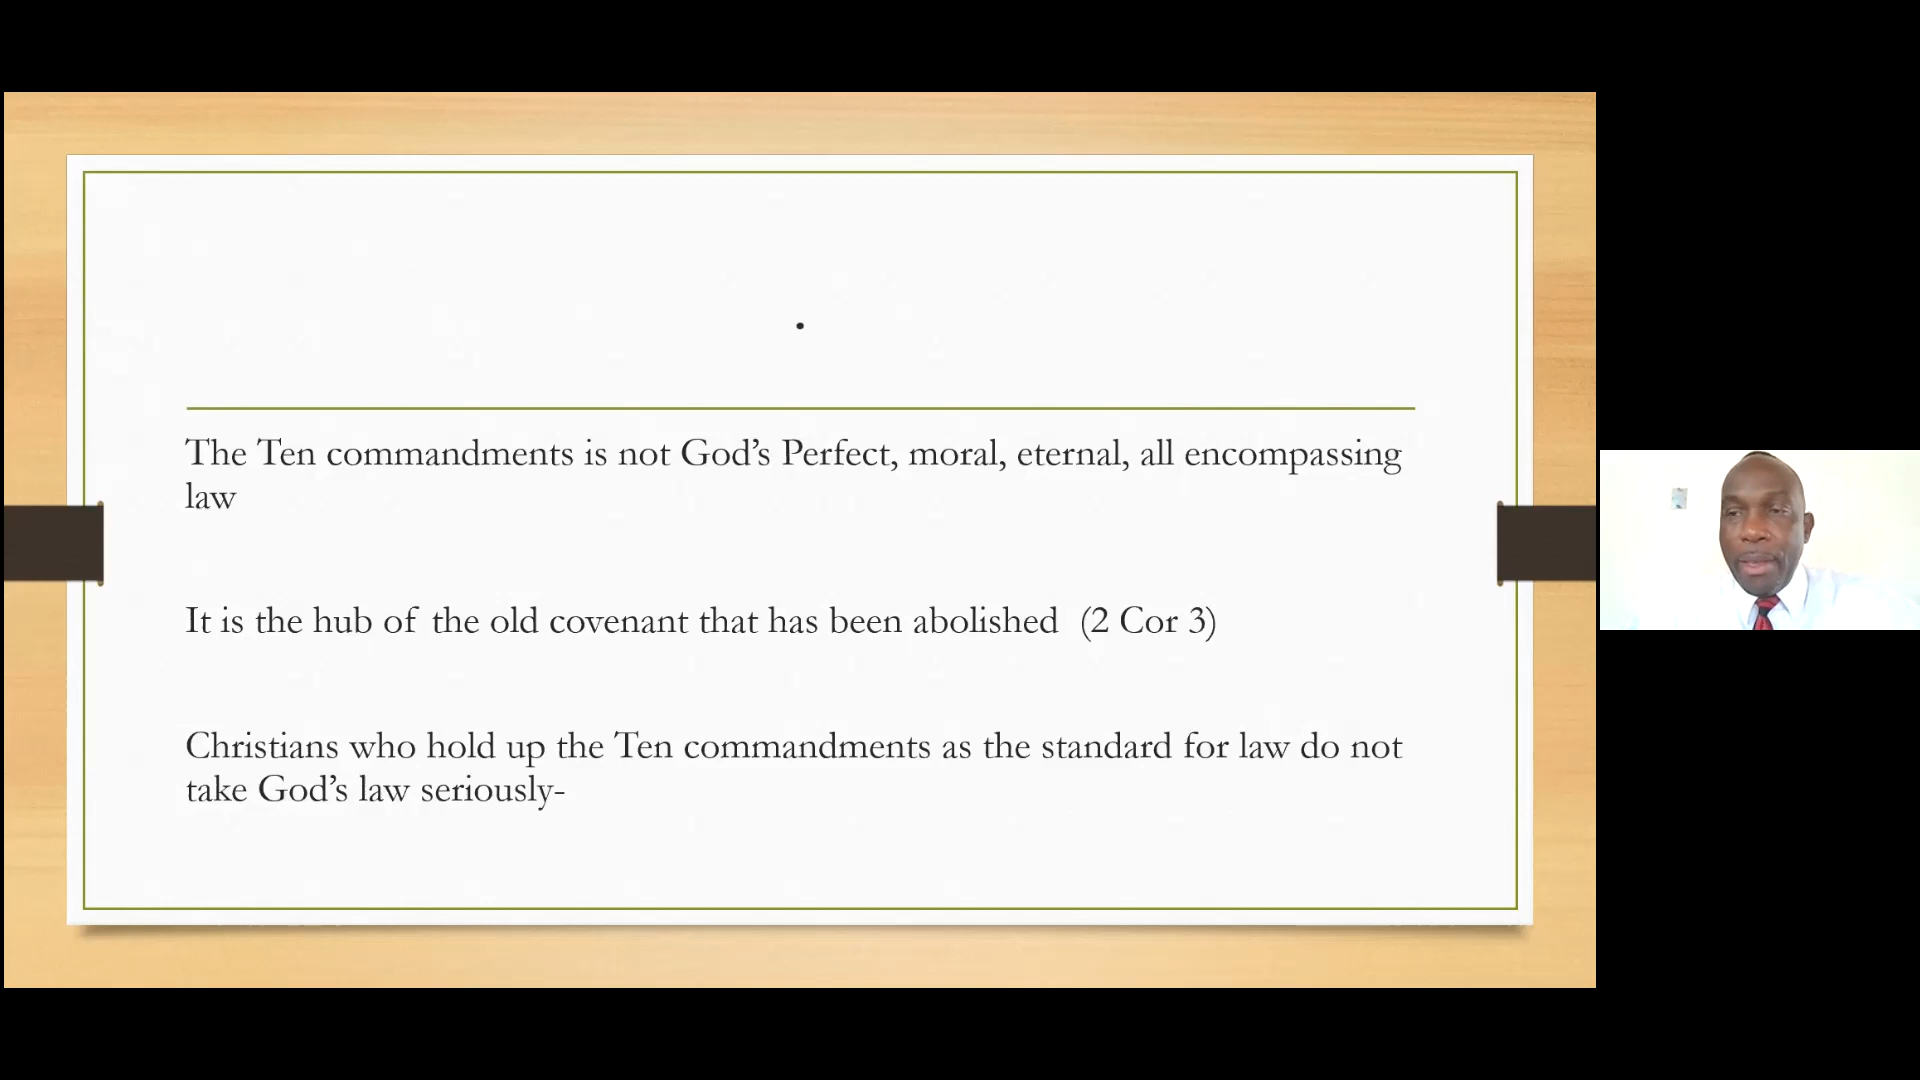 .
The Ten commandments is not God’s Perfect, moral, eternal, all encompassing
law
It is the hub of the old covenant that has been abolished (2 Cor 3)
Christians who hold up the Ten commandments as the standard for law do not
take God’s law seriously-